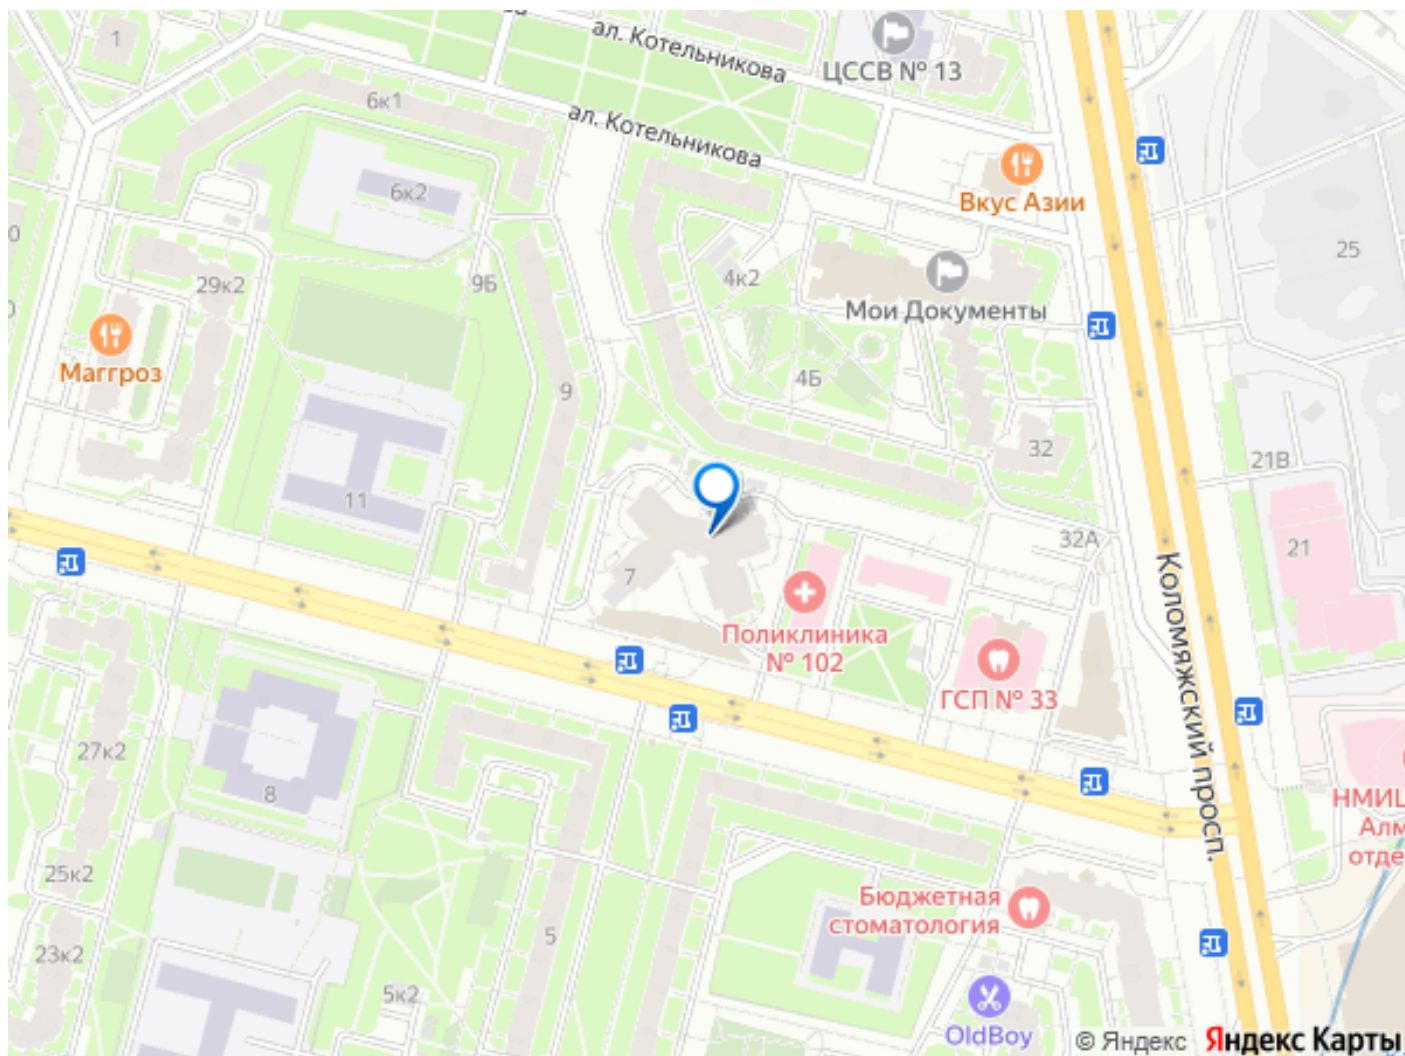 1
ал. Котельникова
ЦССВ № 13
6к1
ал. Котельникова
6к2
Вкус Азии
25
29к2
9Б
4к2
Мои Документы
Маггроз
4Б
9
32
21В
11
32А
21
7
Поликлиника
№ 102
ГСП № 33
Коломяжский просп.
27к2
8
НМИЦ
Алм
отде
25к2
Бюджетная
стоматология
5
23к2
5к2
OldBoy
© Яндекс Яндекс Карты